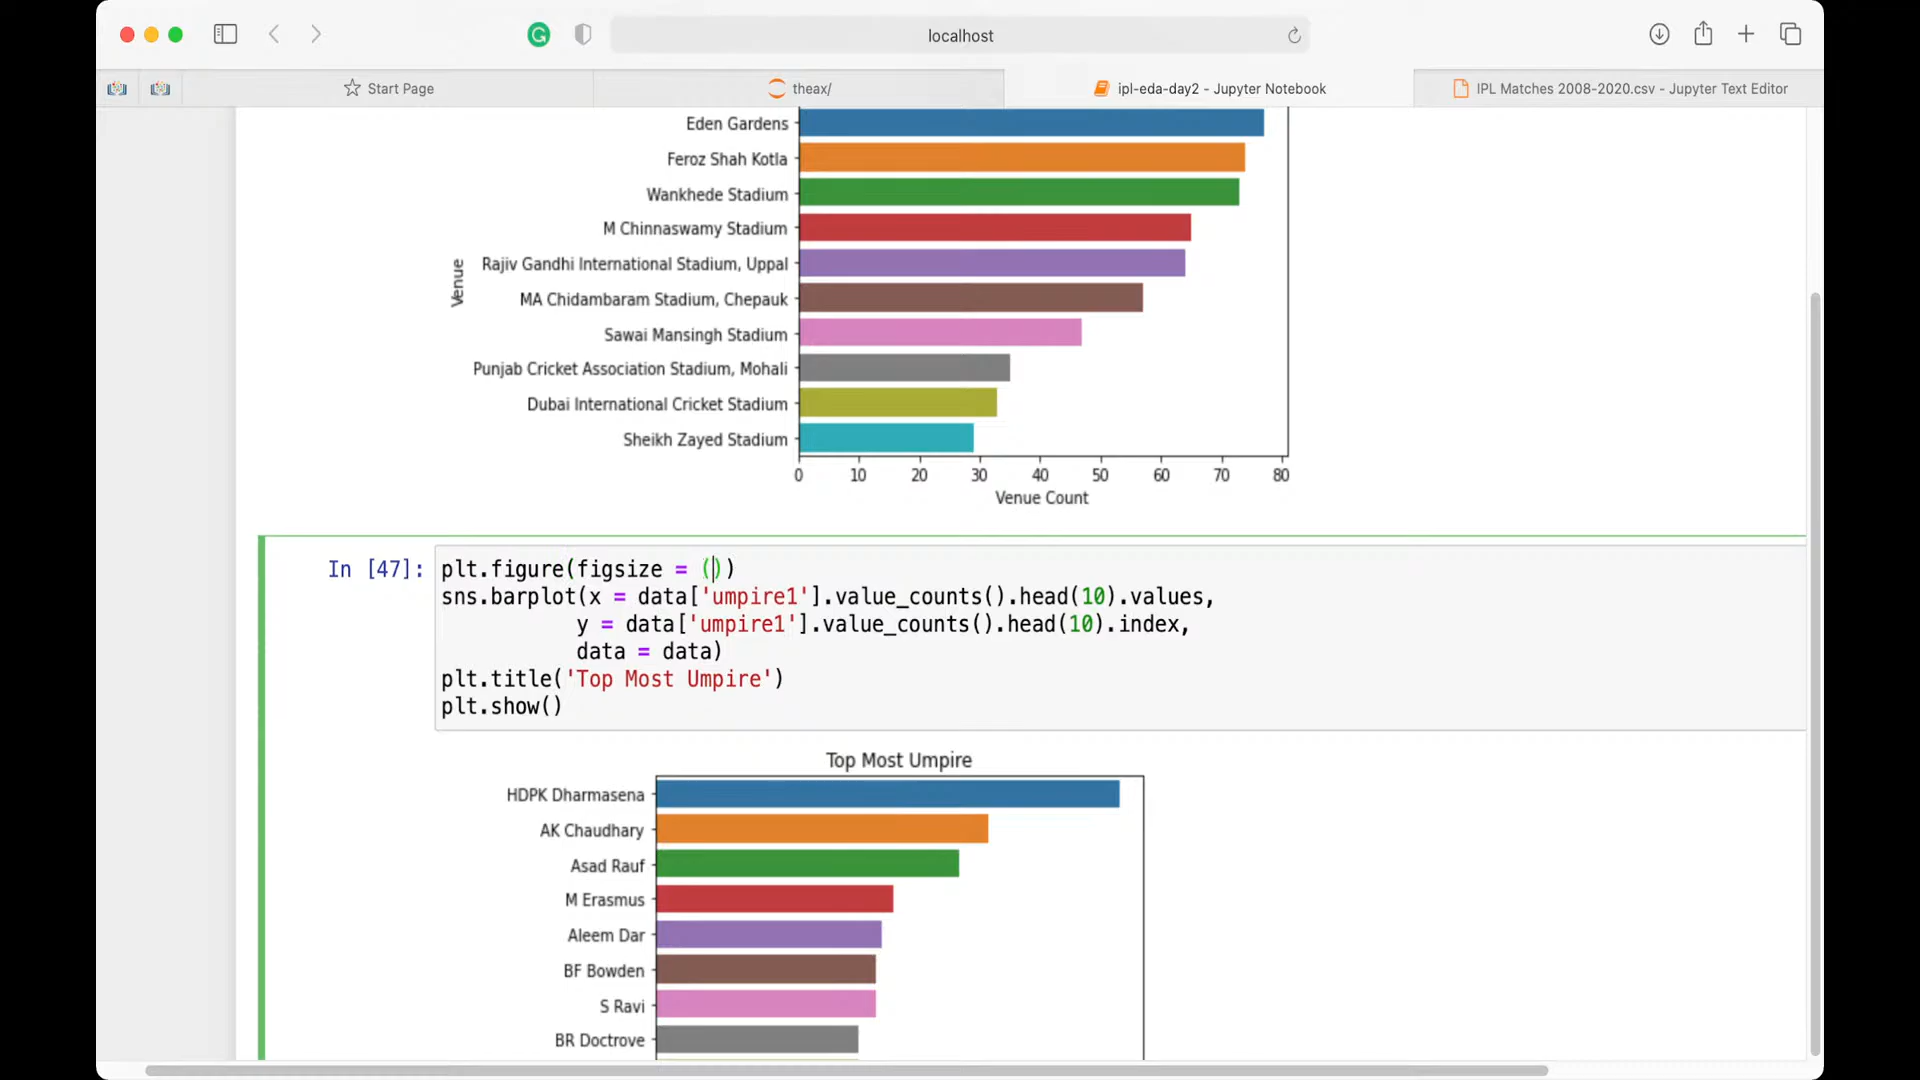 localhost
Start Page
theax/
ipl-eda-day2 - Jupyter Notebook
IPL Matches 2008-2020.csv - Jupyter Text Editor
Eden Gardens
Feroz Shah Kotla
Wankhede Stadium
M Chinnaswamy Stadium
Rajiv Gandhi International Stadium, Uppal
MA Chidambaram Stadium, Chepauk
Sawai Mansingh Stadium
Punjab Cricket Association Stadium, Mohali
Dubai International Cricket Stadium
Sheikh Zayed Stadium
Venue
0 10 20 30 40 50 60 70 80
Venue Count
In [47]:
plt.figure(figsize = ())
sns.barplot(x = data['umpire1'].value_counts().head(10).values,
y = data['umpire1'].value_counts().head(10).index,
data = data)
plt.title('Top Most Umpire')
plt.show()
Top Most Umpire
HDPK Dharmasena
AK Chaudhary
Asad Rauf
M Erasmus
Aleem Dar
BF Bowden
S Ravi
BR Doctrove